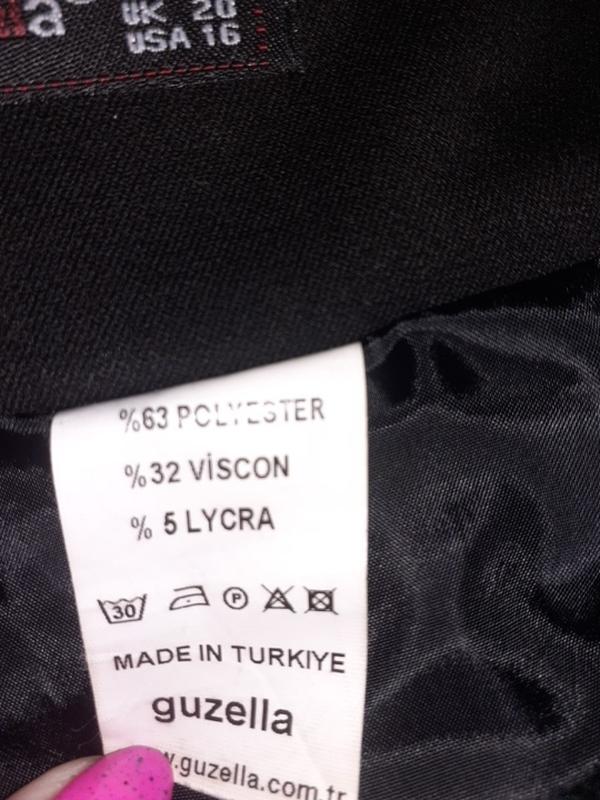 UK 20
USA 16
%63 POLYESTER
%32 VİSCON
% 5 LYCRA
30 P
MADE IN TURKIYE
guzella
.guzella.com.tr